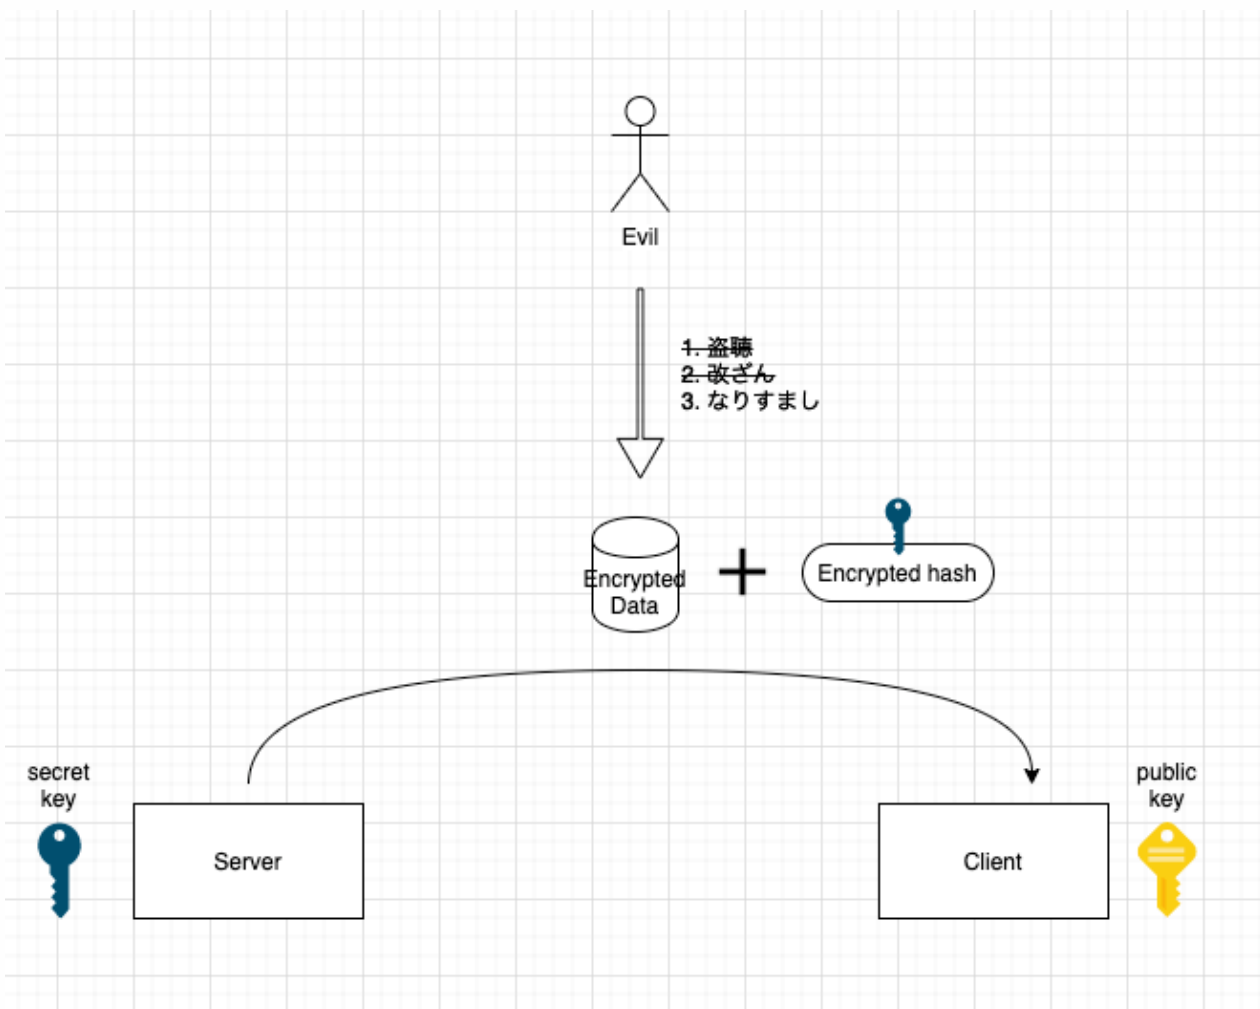 Evil
1. 盗聴
2. 改ざん
3. なりすまし
Encrypted
Data
Encrypted hash
secret
key
Server
Client
public
key